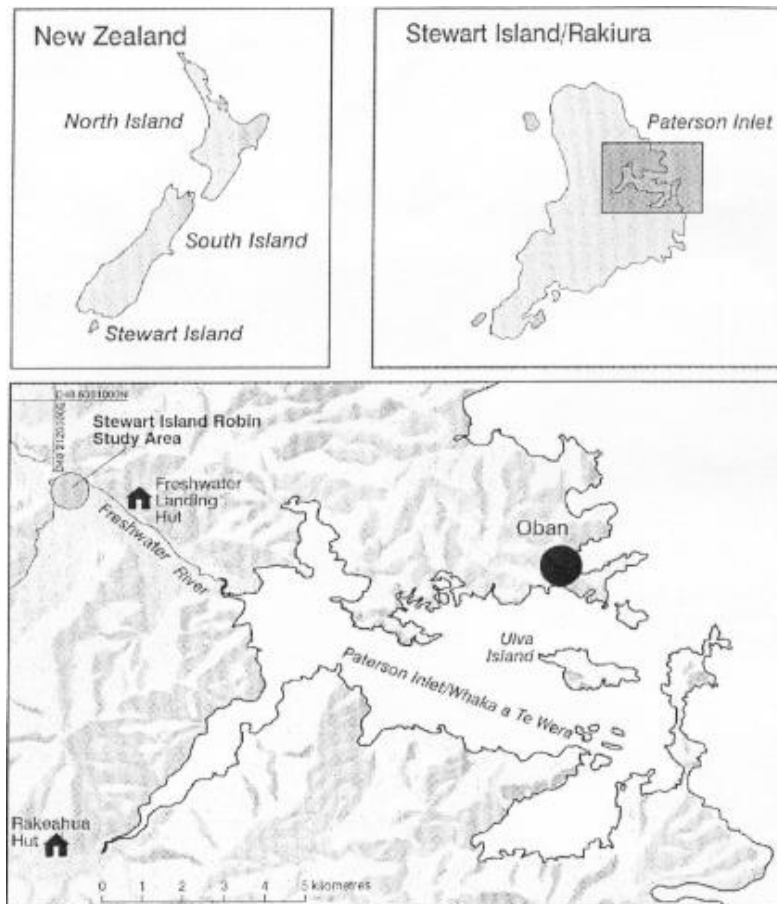 New Zealand
North Island
South Island
Stewart Island
Stewart Island/Rakiura
Paterson Inlet
Stewart Island Robin
Study Area
Freshwater
Landing
Hut
Freshwater River
Oban
Ulva
Island
Paterson Inlet/Whaka a Te Wera
Rakeahua
Hut
0 1 2 3 4 5 kilometres